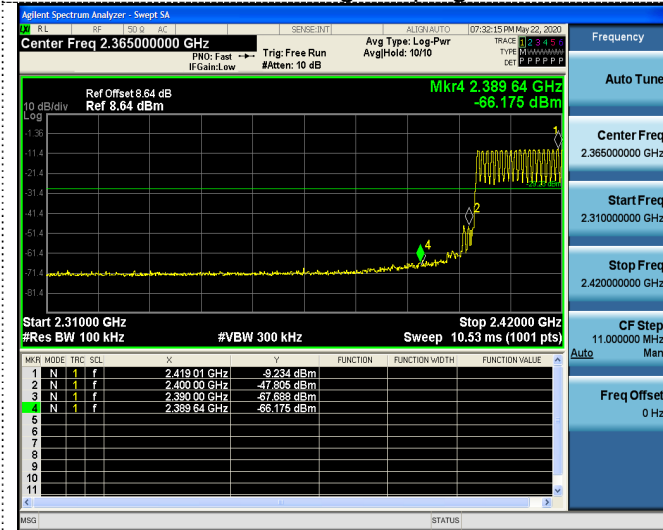 Agilent Spectrum Analyzer - Swept SA
LXI RL RF 50 Ω AC SENSE:INT ALIGN AUTO 07:32:15 PM May 22, 2020
Center Freq 2.365000000 GHz
PNO: Fast
IFGain:Low
Trig: Free Run
#Atten: 10 dB
Avg Type: Log-Pwr
Avg|Hold: 10/10
TRACE 1 2 3 4 5 6
TYPE M
DET P P P P P P
Ref Offset 8.64 dB
Ref 8.64 dBm
10 dB/div
Log
Mkr4 2.389 64 GHz
-66.175 dBm
-1.36
-11.4
-21.4
-31.4
-41.4
-51.4
-61.4
-71.4
-81.4
1
2
4
Start 2.31000 GHz
#Res BW 100 kHz
#VBW 300 kHz
Stop 2.42000 GHz
Sweep 10.53 ms (1001 pts)
MKR MODE TRC SCL X Y FUNCTION FUNCTION WIDTH FUNCTION VALUE
1 N 1 f 2.419 01 GHz -9.234 dBm
2 N 1 f 2.400 00 GHz -47.805 dBm
3 N 1 f 2.390 00 GHz -67.688 dBm
4 N 1 f 2.389 64 GHz -66.175 dBm
5
6
7
8
9
10
11
MSG STATUS
Frequency
Auto Tune
Center Freq
2.365000000 GHz
Start Freq
2.310000000 GHz
Stop Freq
2.420000000 GHz
CF Step
11.000000 MHz
Auto Man
Freq Offset
0 Hz